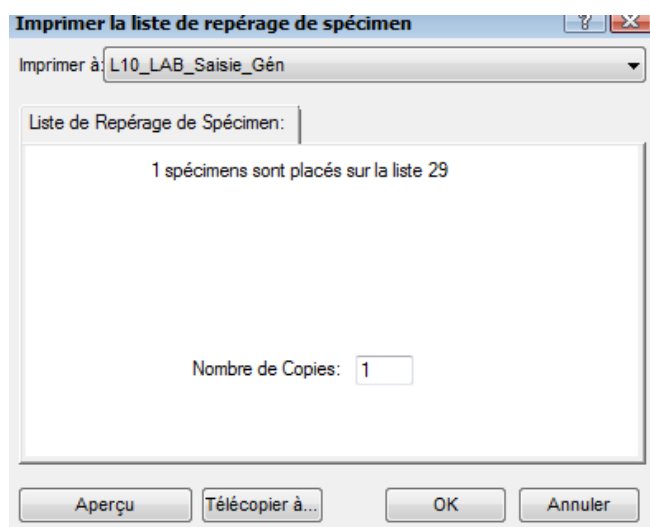 Imprimer la liste de repérage de spécimen
Imprimer à: L10_LAB_Saisie_Gén
Liste de Repérage de Spécimen:
1 spécimens sont placés sur la liste 29
Nombre de Copies: 1
Aperçu Télécopier à... OK Annuler